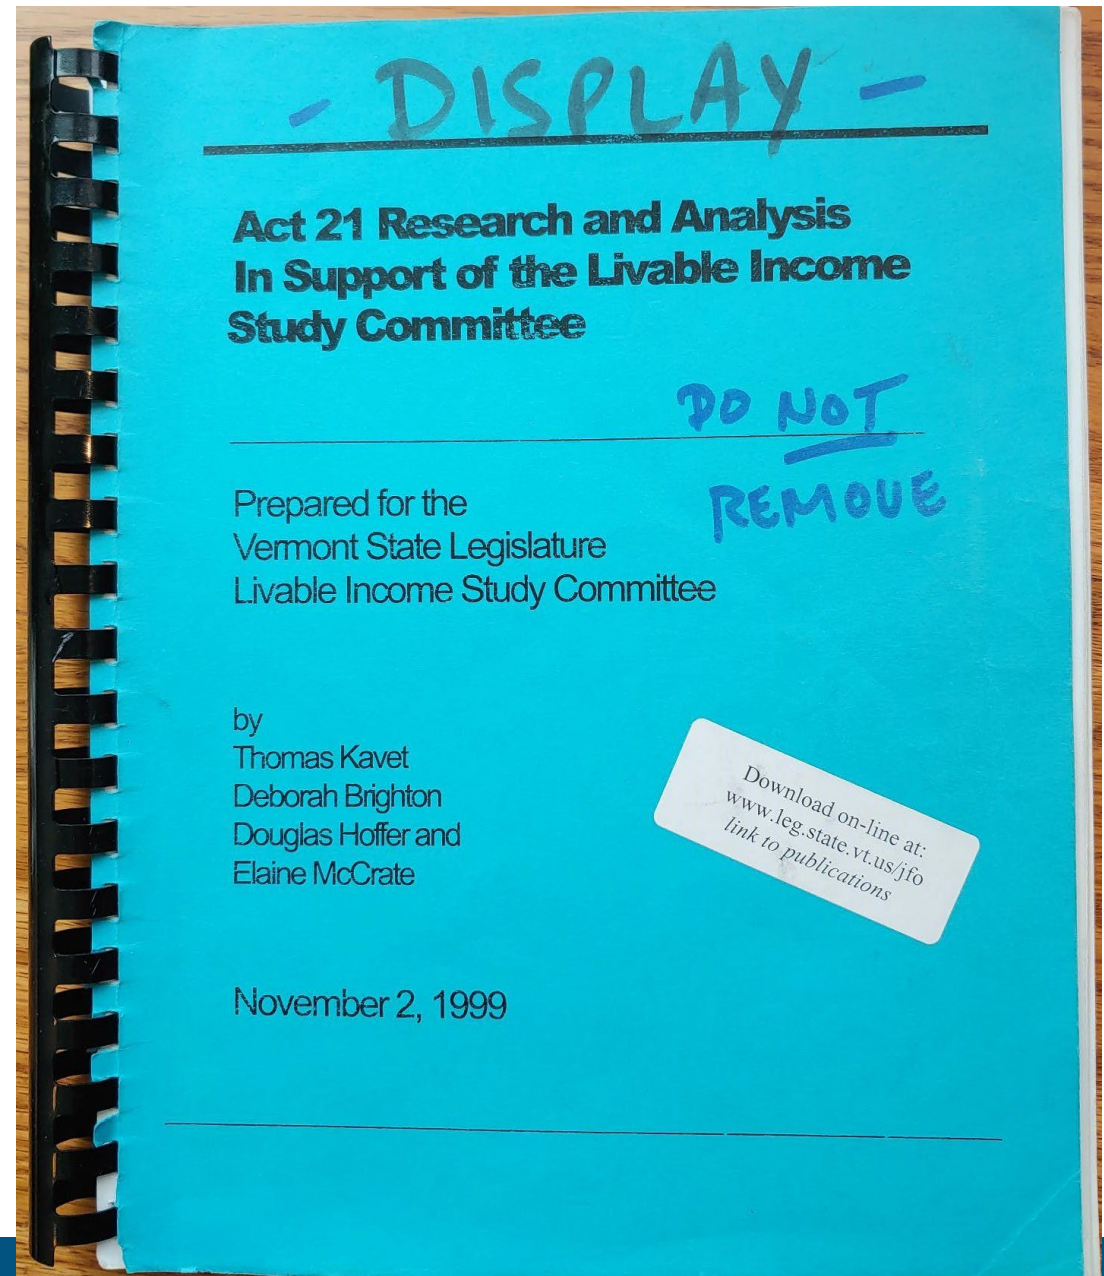 - DISPLAY -
Act 21 Research and Analysis
In Support of the Livable Income
Study Committee
DO NOT
REMOVE
Prepared for the
Vermont State Legislature
Livable Income Study Committee
by
Thomas Kavet
Deborah Brighton
Douglas Hoffer and
Elaine McCrate
Download on-line at:
www.leg.state.vt.us/jfo
link to publications
November 2, 1999